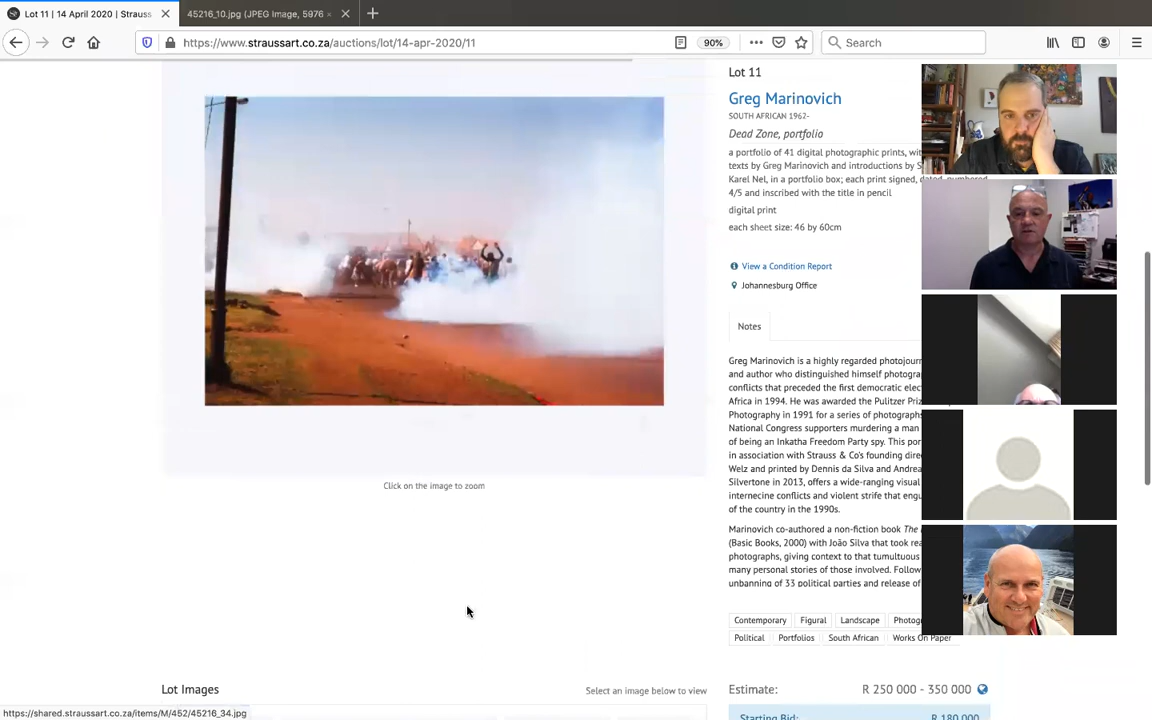 Lot 11 | 14 April 2020 | Strauss
45216_10.jpg (JPEG Image, 5976 ×
https://www.straussart.co.za/auctions/lot/14-apr-2020/11
90%
Search
Lot 11
Greg Marinovich
SOUTH AFRICAN 1962-
Dead Zone, portfolio
a portfolio of 41 digital photographic prints, with
texts by Greg Marinovich and introductions by S
Karel Nel, in a portfolio box; each print signed, dated, numbered
4/5 and inscribed with the title in pencil
digital print
each sheet size: 46 by 60cm
View a Condition Report
Johannesburg Office
Notes
Greg Marinovich is a highly regarded photojour
and author who distinguished himself photogra
conflicts that preceded the first democratic elec
Africa in 1994. He was awarded the Pulitzer Priz
Photography in 1991 for a series of photographs
National Congress supporters murdering a man
of being an Inkatha Freedom Party spy. This por
in association with Strauss & Co's founding dire
Welz and printed by Dennis da Silva and Andrea
Silvertone in 2013, offers a wide-ranging visual
internecine conflicts and violent strife that engu
of the country in the 1990s.
Marinovich co-authored a non-fiction book The
(Basic Books, 2000) with João Silva that took rea
photographs, giving context to that tumultuous
many personal stories of those involved. Follow
unbanning of 33 political parties and release of
Click on the image to zoom
Contemporary Figural Landscape Photog
Political Portfolios South African Works On Paper
Lot Images
Select an image below to view
Estimate: R 250 000 - 350 000
Starting Bid: R 180 000
https://shared.straussart.co.za/items/M/452/45216_34.jpg